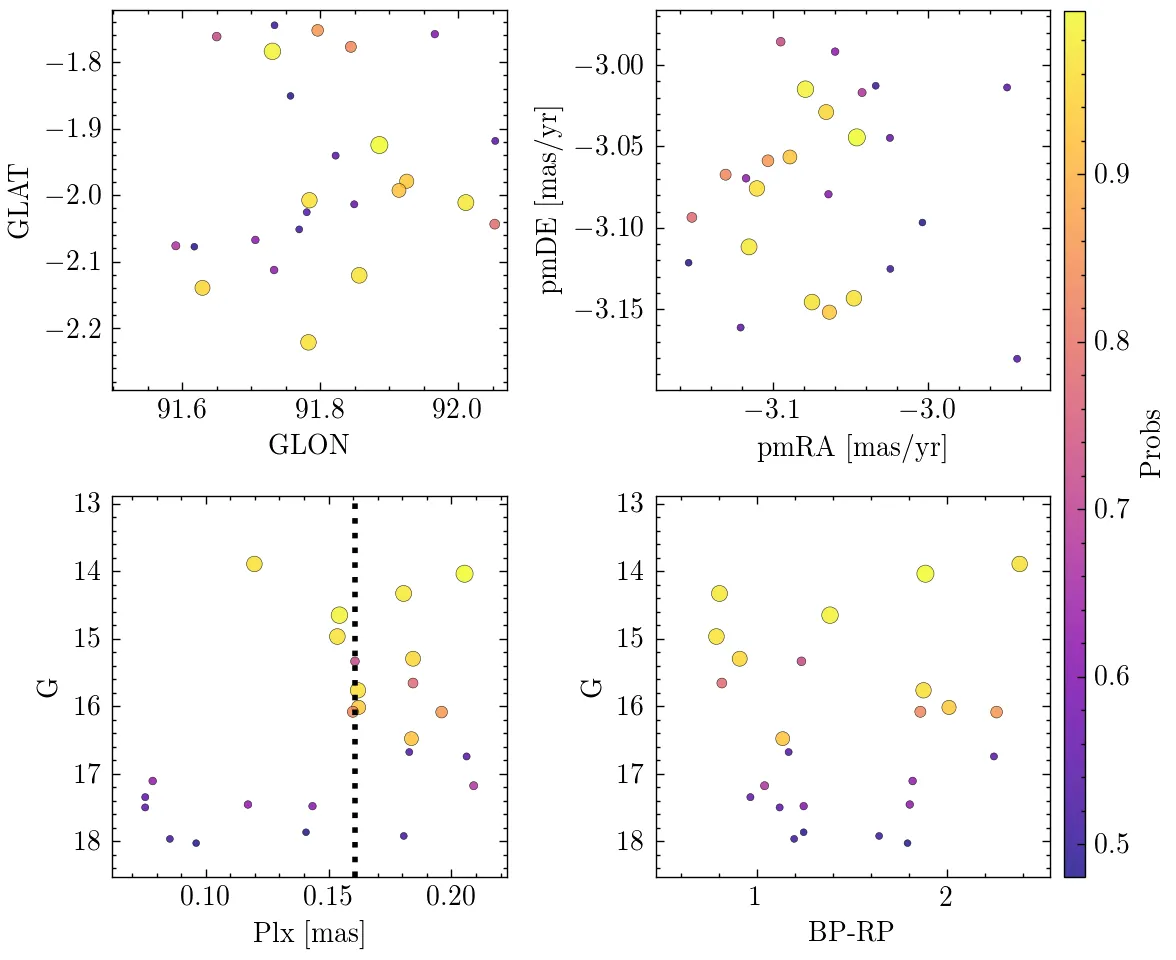 −1.8
−1.9
−2.0
−2.1
−2.2
GLAT
91.6 91.8 92.0
GLON
−3.00
−3.05
−3.10
−3.15
pmDE [mas/yr]
−3.1 −3.0
pmRA [mas/yr]
13
14
15
16
17
18
G
0.10 0.15 0.20
Plx [mas]
13
14
15
16
17
18
G
1 2
BP-RP
0.9
0.8
0.7
0.6
0.5
Probs